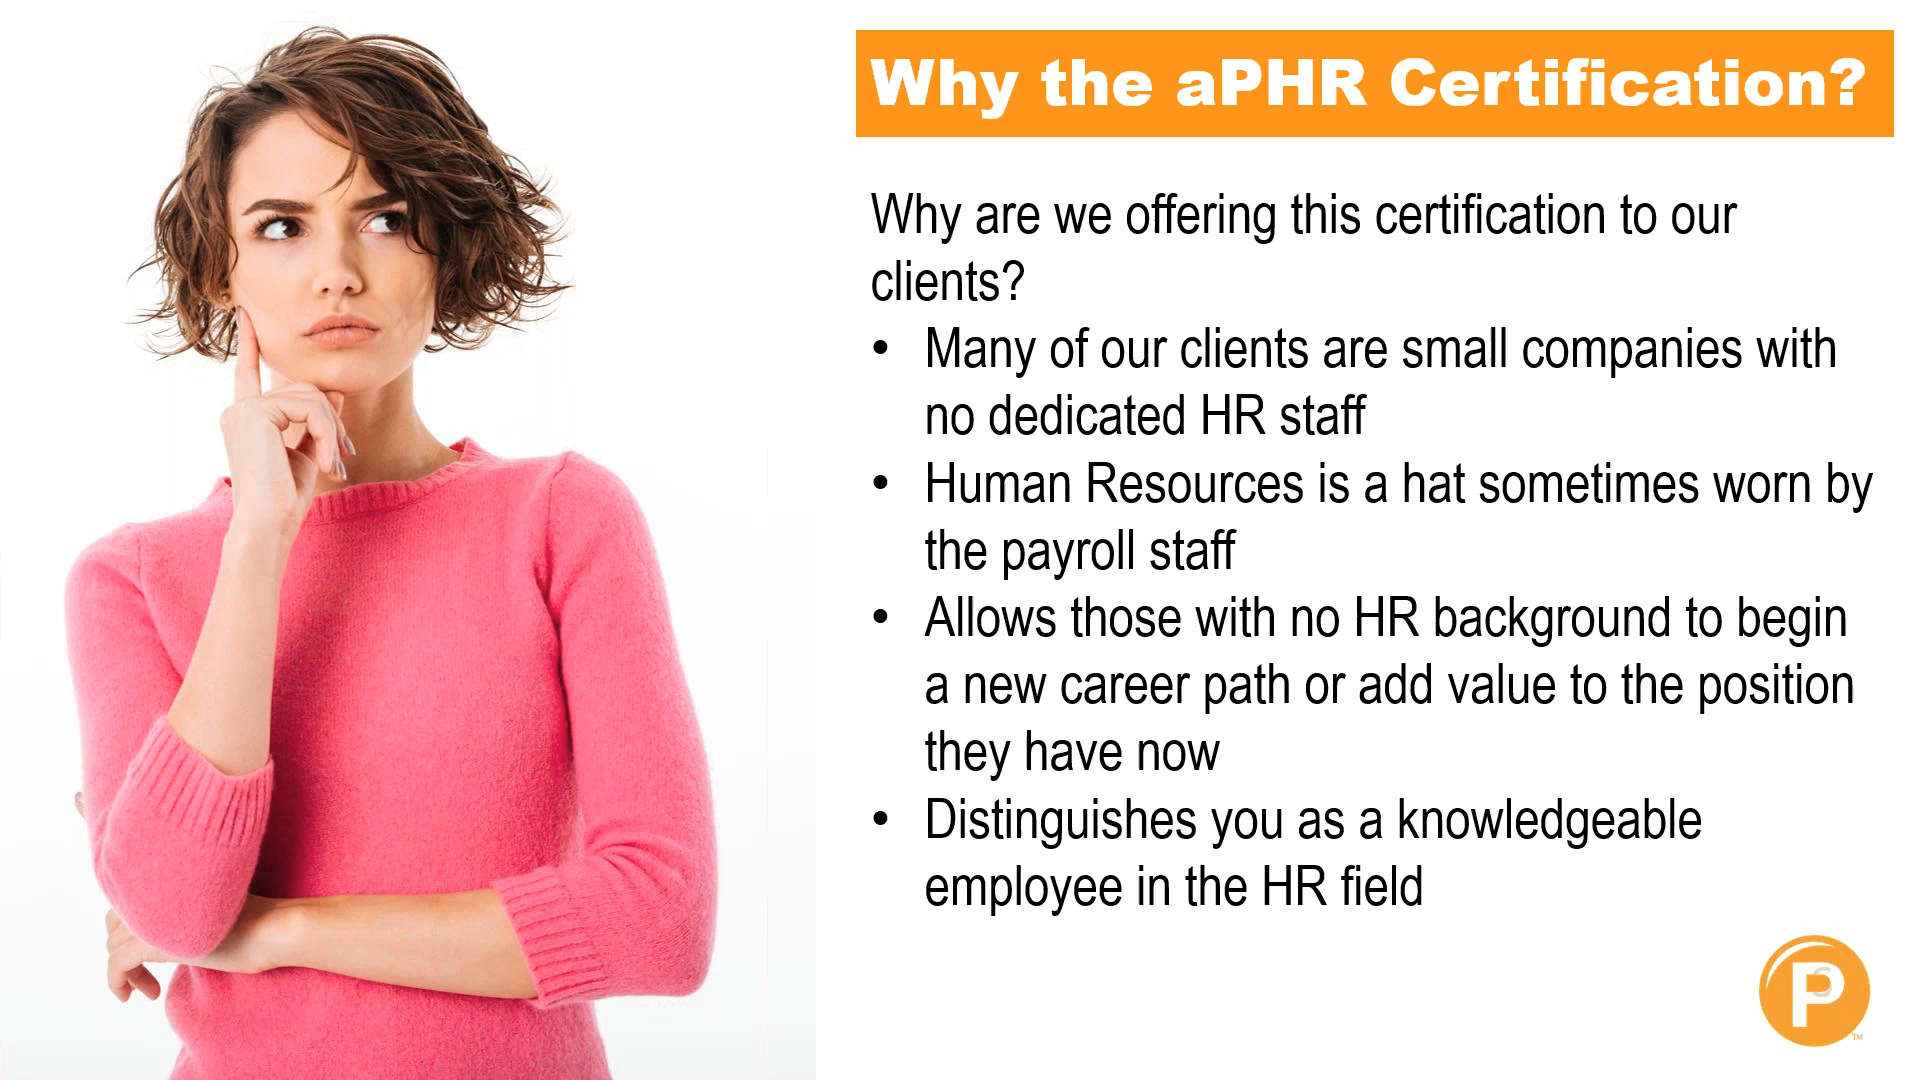 Why the aPHR Certification?
Why are we offering this certification to our
clients?
• Many of our clients are small companies with
no dedicated HR staff
• Human Resources is a hat sometimes worn by
the payroll staff
• Allows those with no HR background to begin
a new career path or add value to the position
they have now
• Distinguishes you as a knowledgeable
employee in the HR field
PS
TM